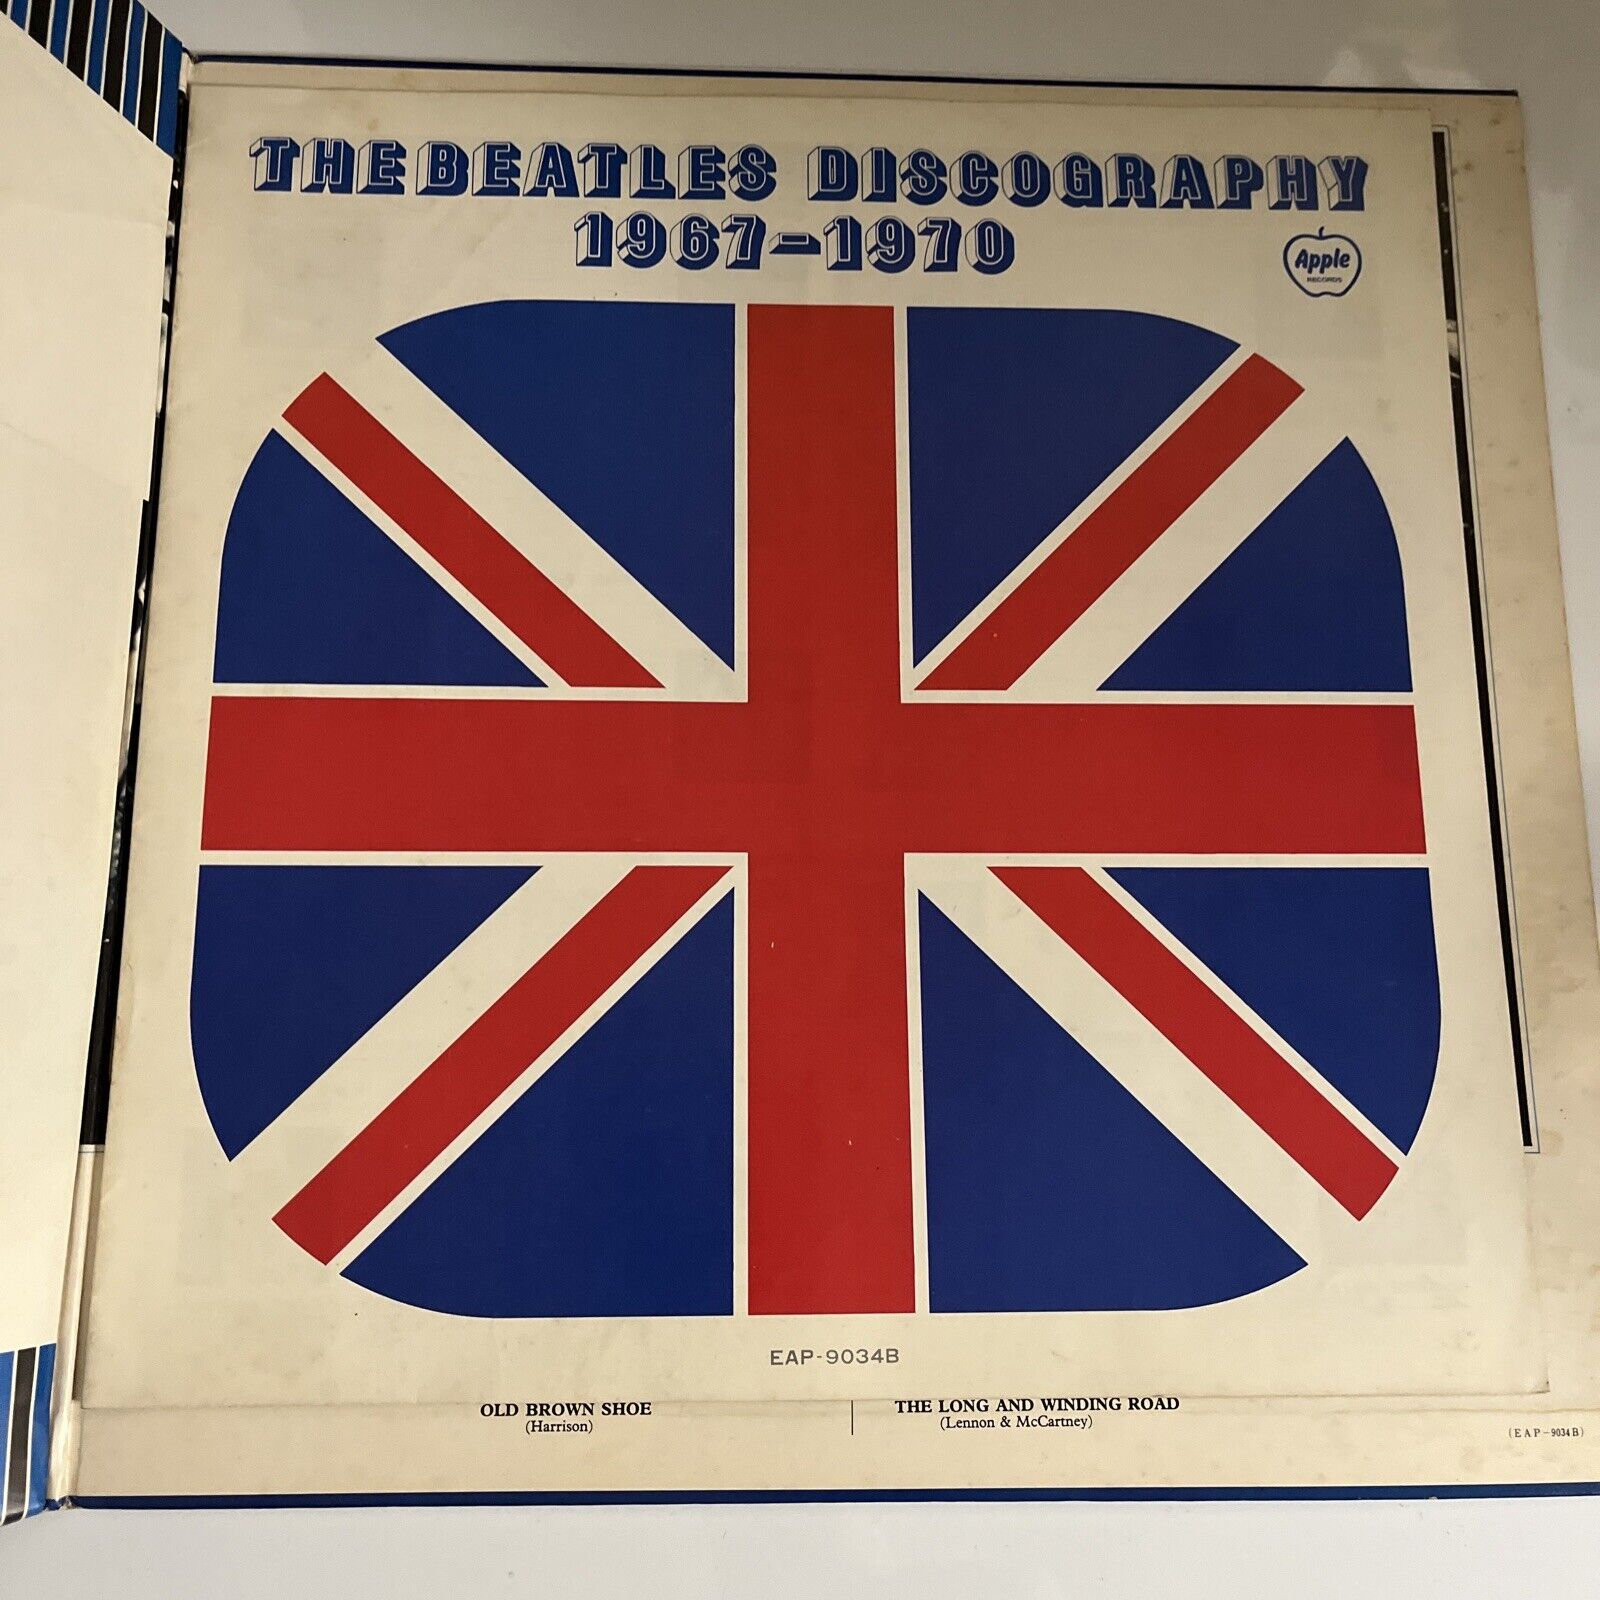 THE BEATLES DISCOGRAPHY
1967-1970
Apple
RECORDS
EAP-9034B
OLD BROWN SHOE
(Harrison)
THE LONG AND WINDING ROAD
(Lennon & McCartney)
(EAP-9034B)